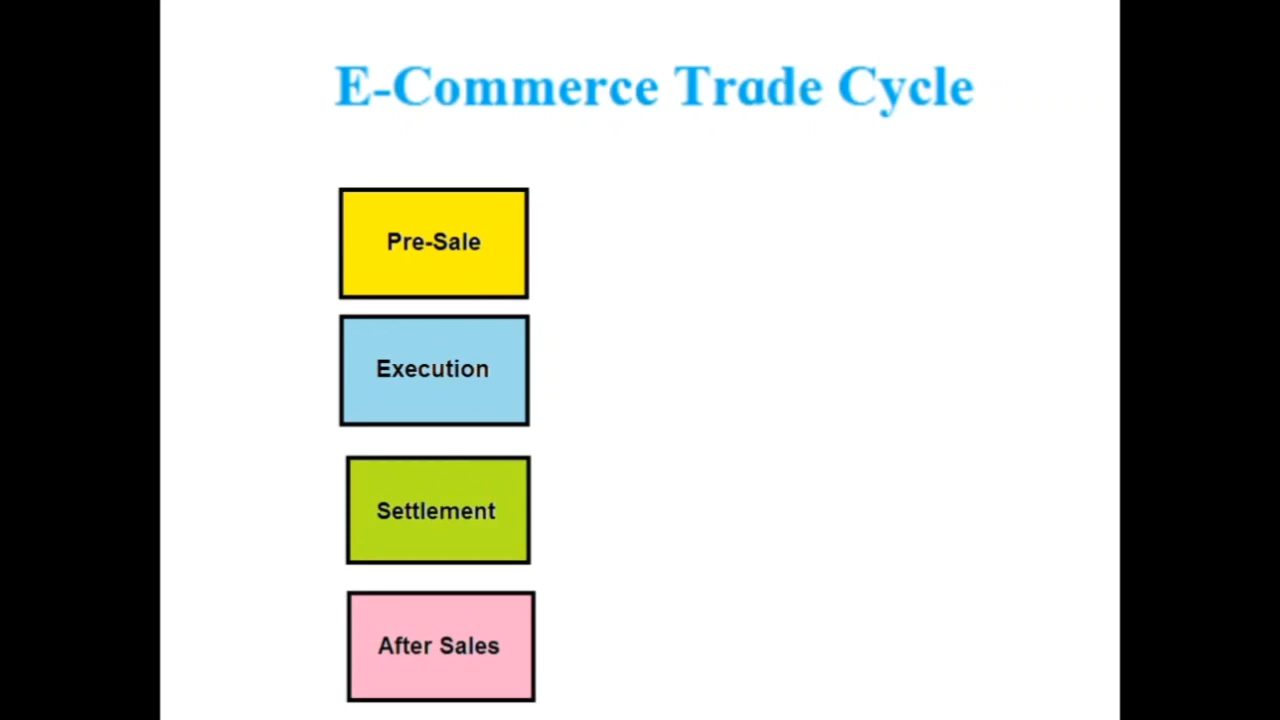 E-Commerce Trade Cycle
Pre-Sale
Execution
Settlement
After Sales